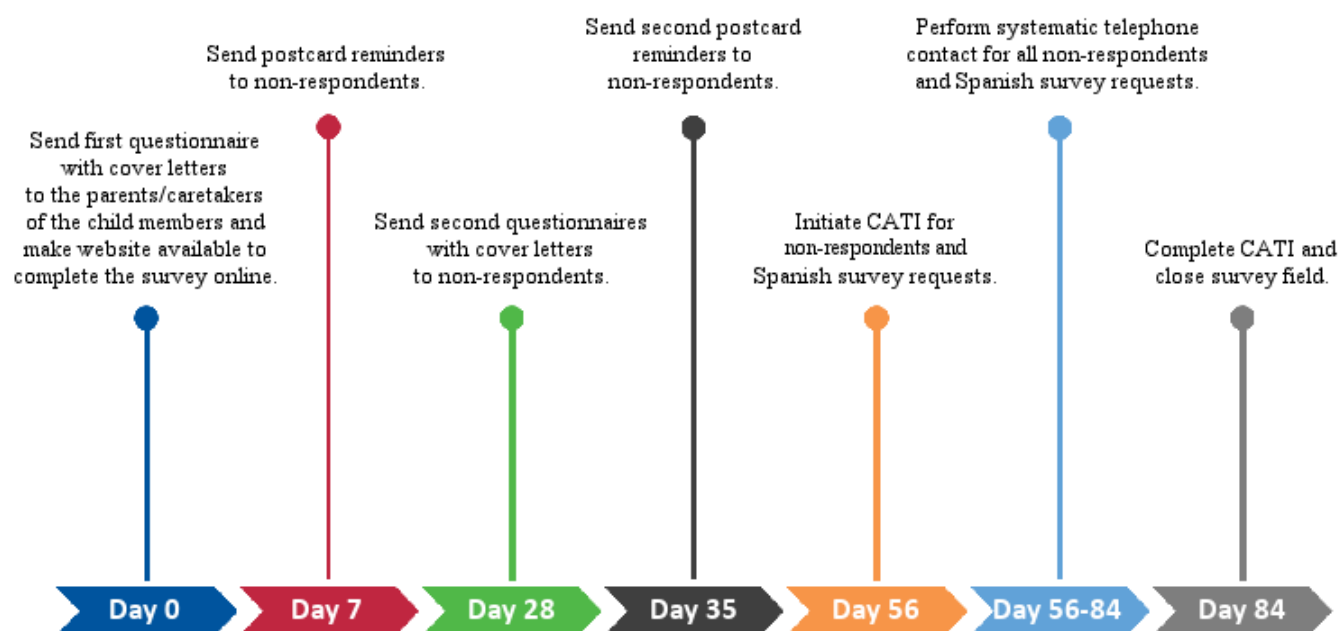 Send first questionnaire
with cover letters
to the parents/caretakers
of the child members and
make website available to
complete the survey online.
Send postcard reminders
to non-respondents.
Send second questionnaires
with cover letters
to non-respondents.
Send second postcard
reminders to
non-respondents.
Initiate CATI for
non-respondents and
Spanish survey requests.
Perform systematic telephone
contact for all non-respondents
and Spanish survey requests.
Complete CATI and
close survey field.
Day 0
Day 7
Day 28
Day 35
Day 56
Day 56-84
Day 84